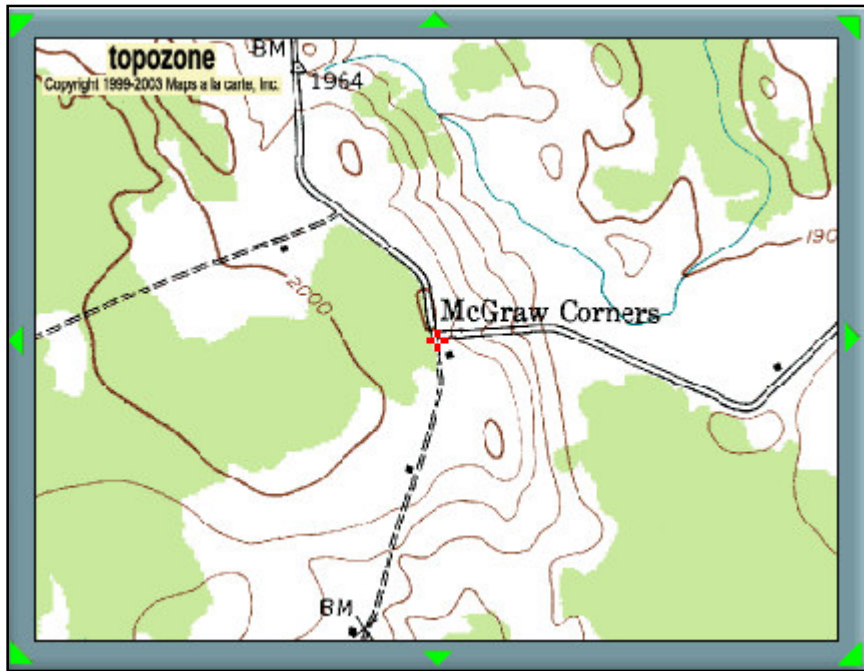 topozone
Copyright 1999-2003 Maps a la carte, Inc.
BM
1964
190
2000
McGraw Corners
BM